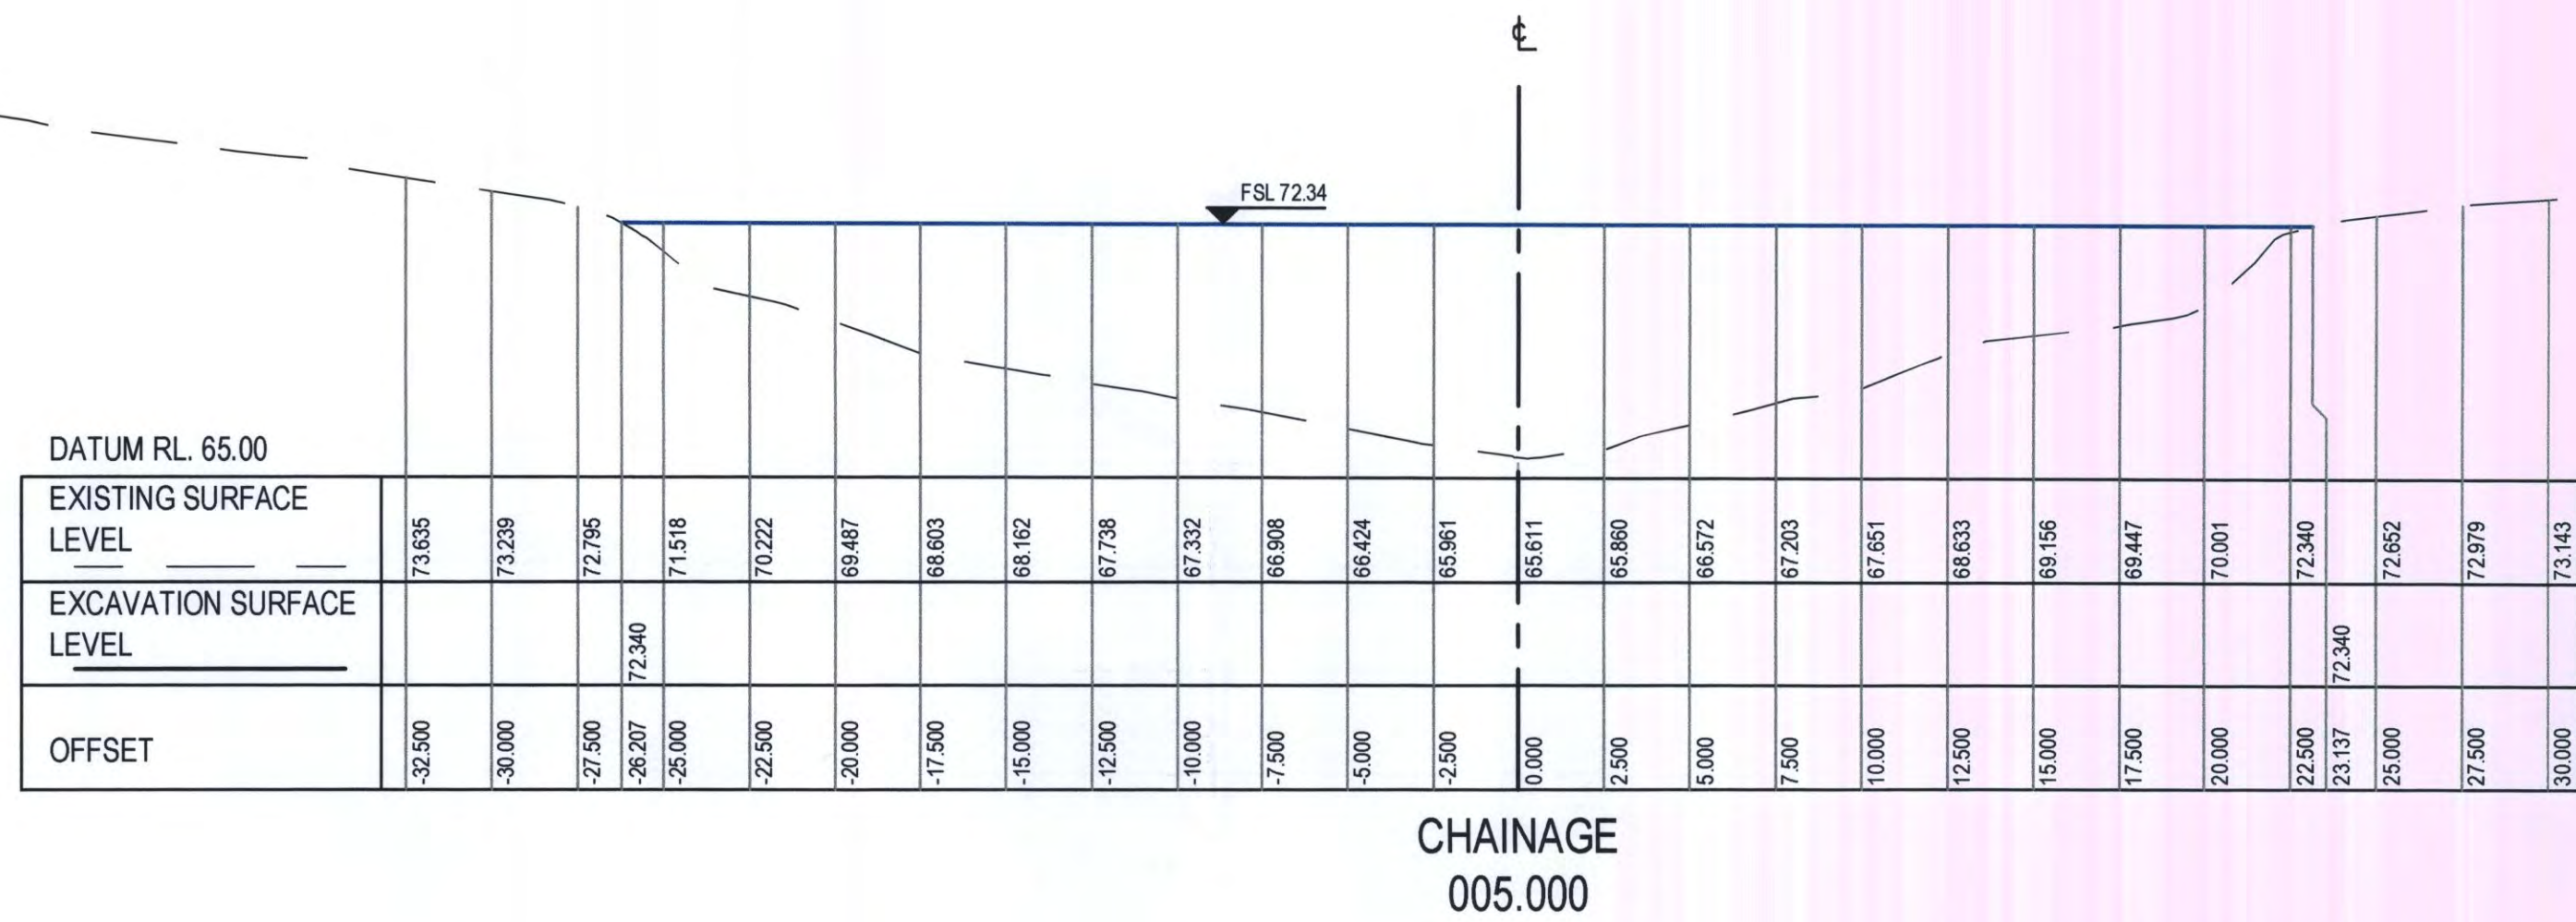 ℄
FSL 72.34
DATUM RL. 65.00
EXISTING SURFACE
LEVEL
73.635 73.239 72.795 71.518 70.222 69.487 68.603 68.162 67.738 67.332 66.908 66.424 65.961 65.611 65.860 66.572 67.203 67.651 68.633 69.156 69.447 70.001 72.340 72.652 72.979 73.143
EXCAVATION SURFACE
LEVEL
72.340 72.340
OFFSET
-32.500 -30.000 -27.500 -26.207 -25.000 -22.500 -20.000 -17.500 -15.000 -12.500 -10.000 -7.500 -5.000 -2.500 0.000 2.500 5.000 7.500 10.000 12.500 15.000 17.500 20.000 22.500 23.137 25.000 27.500 30.000
CHAINAGE
005.000